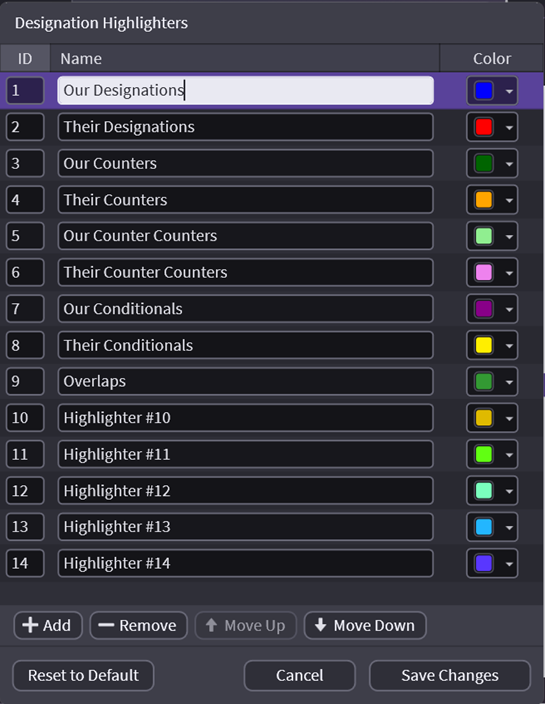 Designation Highlighters
ID Name Color
1 Our Designations
2 Their Designations
3 Our Counters
4 Their Counters
5 Our Counter Counters
6 Their Counter Counters
7 Our Conditionals
8 Their Conditionals
9 Overlaps
10 Highlighter #10
11 Highlighter #11
12 Highlighter #12
13 Highlighter #13
14 Highlighter #14
Add Remove Move Up Move Down
Reset to Default Cancel Save Changes